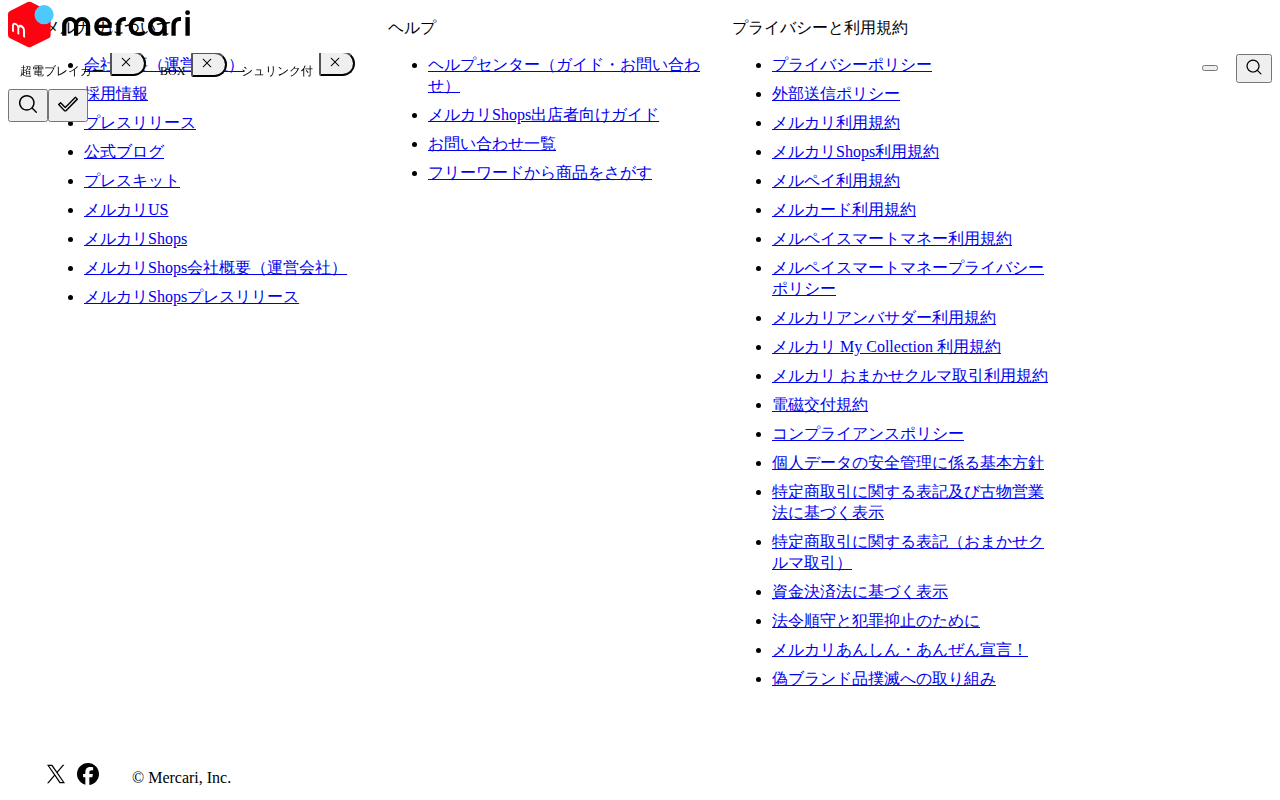 mercari
超電ブレイカー
BOX
シュリンク付
採用情報
プレスリリース
公式ブログ
プレスキット
メルカリUS
メルカリShops
メルカリShops会社概要（運営会社）
メルカリShopsプレスリリース
ヘルプ
ヘルプセンター（ガイド・お問い合わ
せ）
メルカリShops出店者向けガイド
お問い合わせ一覧
フリーワードから商品をさがす
プライバシーと利用規約
プライバシーポリシー
外部送信ポリシー
メルカリ利用規約
メルカリShops利用規約
メルペイ利用規約
メルカード利用規約
メルペイスマートマネー利用規約
メルペイスマートマネープライバシー
ポリシー
メルカリアンバサダー利用規約
メルカリ My Collection 利用規約
メルカリ おまかせクルマ取引利用規約
電磁交付規約
コンプライアンスポリシー
個人データの安全管理に係る基本方針
特定商取引に関する表記及び古物営業
法に基づく表示
特定商取引に関する表記（おまかせク
ルマ取引）
資金決済法に基づく表示
法令順守と犯罪抑止のために
メルカリあんしん・あんぜん宣言！
偽ブランド品撲滅への取り組み
© Mercari, Inc.